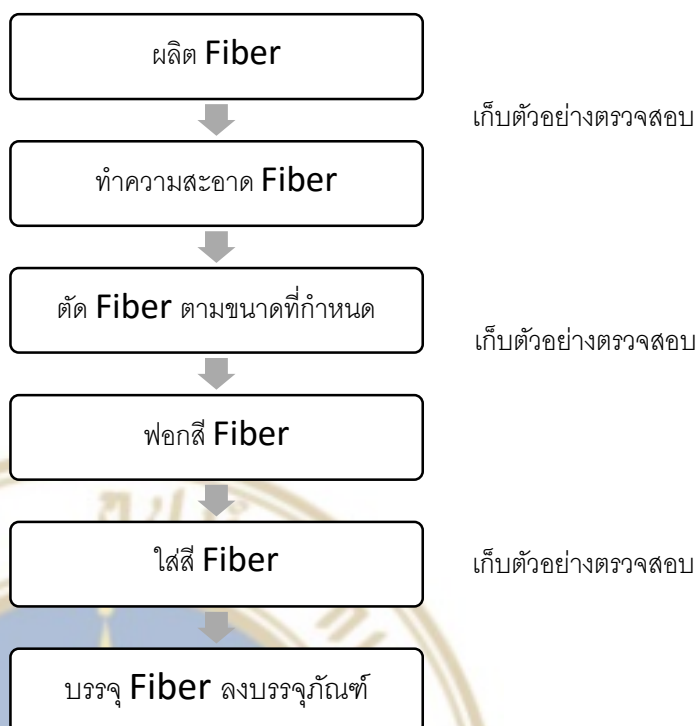 ผลิต Fiber
เก็บตัวอย่างตรวจสอบ
ทำความสะอาด Fiber
ตัด Fiber ตามขนาดที่กำหนด
เก็บตัวอย่างตรวจสอบ
ฟอกสี Fiber
ใส่สี Fiber
เก็บตัวอย่างตรวจสอบ
บรรจุ Fiber ลงบรรจุภัณฑ์